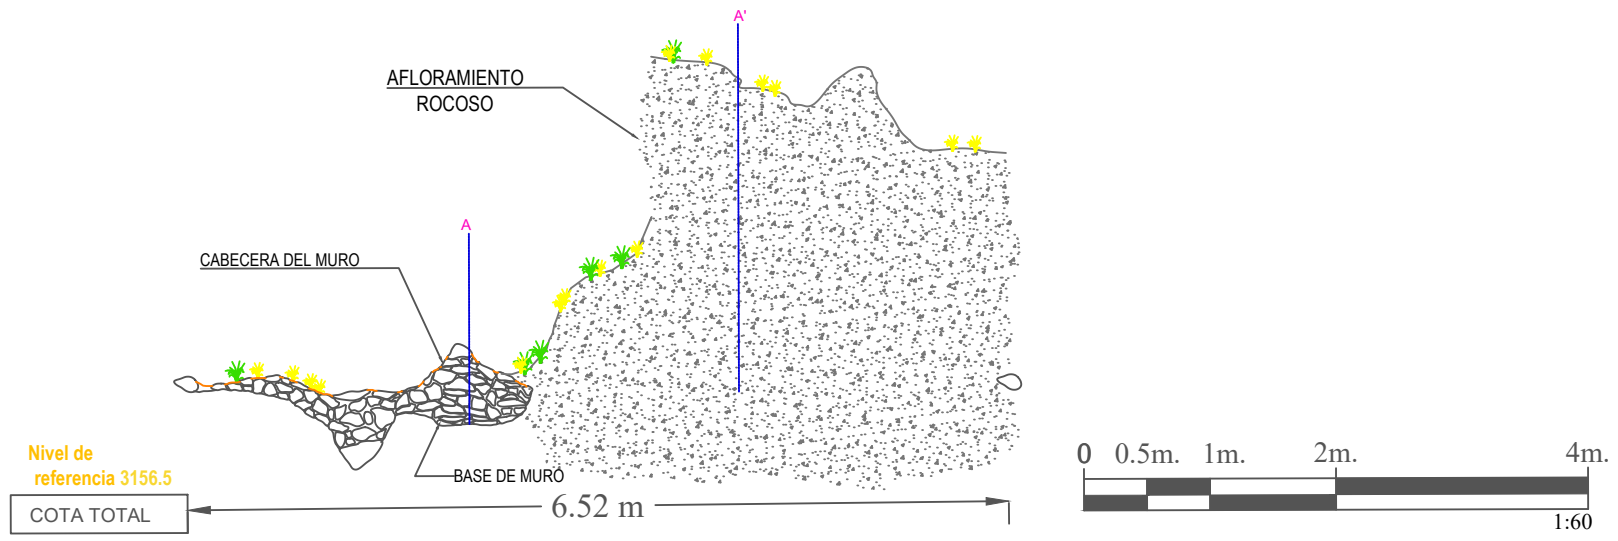 A'
AFLORAMIENTO
ROCOSO
A
CABECERA DEL MURO
BASE DE MURO
Nivel de
referencia 3156.5
COTA TOTAL
6.52 m
0 0.5m. 1m. 2m. 4m.
1:60